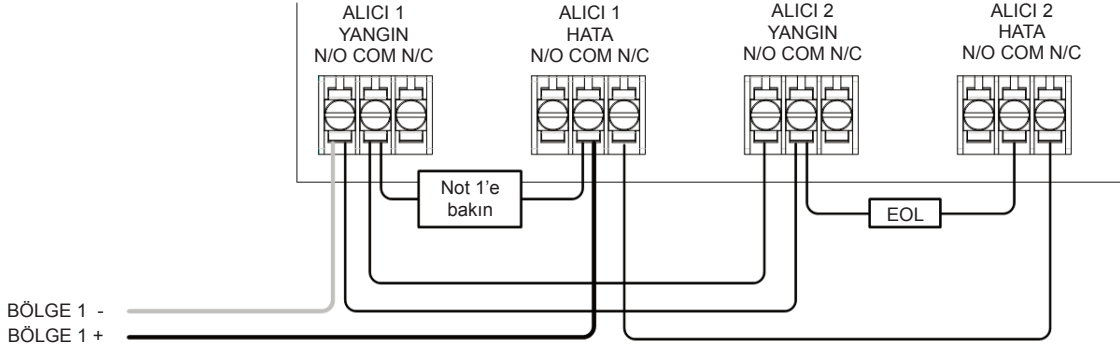 ALICI 1
YANGIN
N/O COM N/C
ALICI 1
HATA
N/O COM N/C
ALICI 2
YANGIN
N/O COM N/C
ALICI 2
HATA
N/O COM N/C
Not 1’e
bakın
EOL
BÖLGE 1 -
BÖLGE 1 +